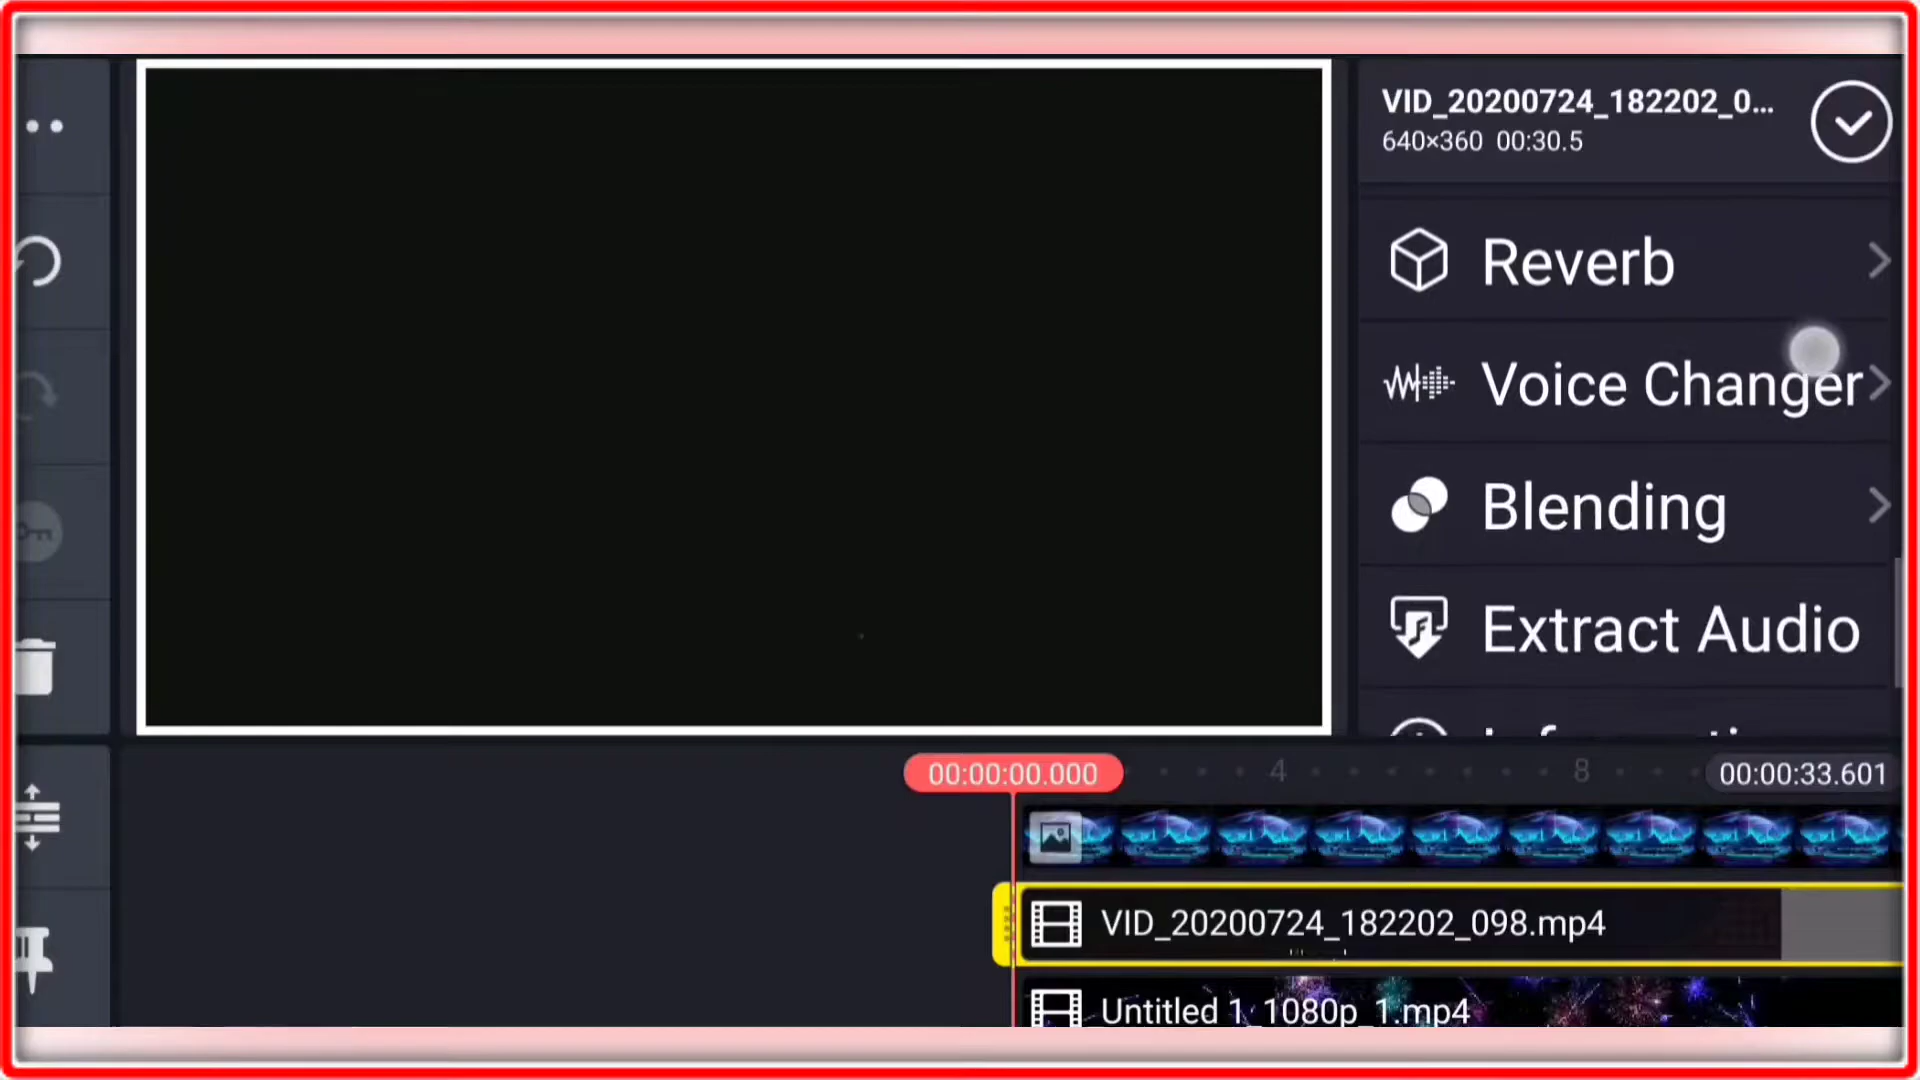 VID_20200724_182202_0...
640×360 00:30.5
Reverb
Voice Changer
Blending
Extract Audio
00:00:00.000
4
8
00:00:33.601
VID_20200724_182202_098.mp4
Untitled 1_1080p_1.mp4